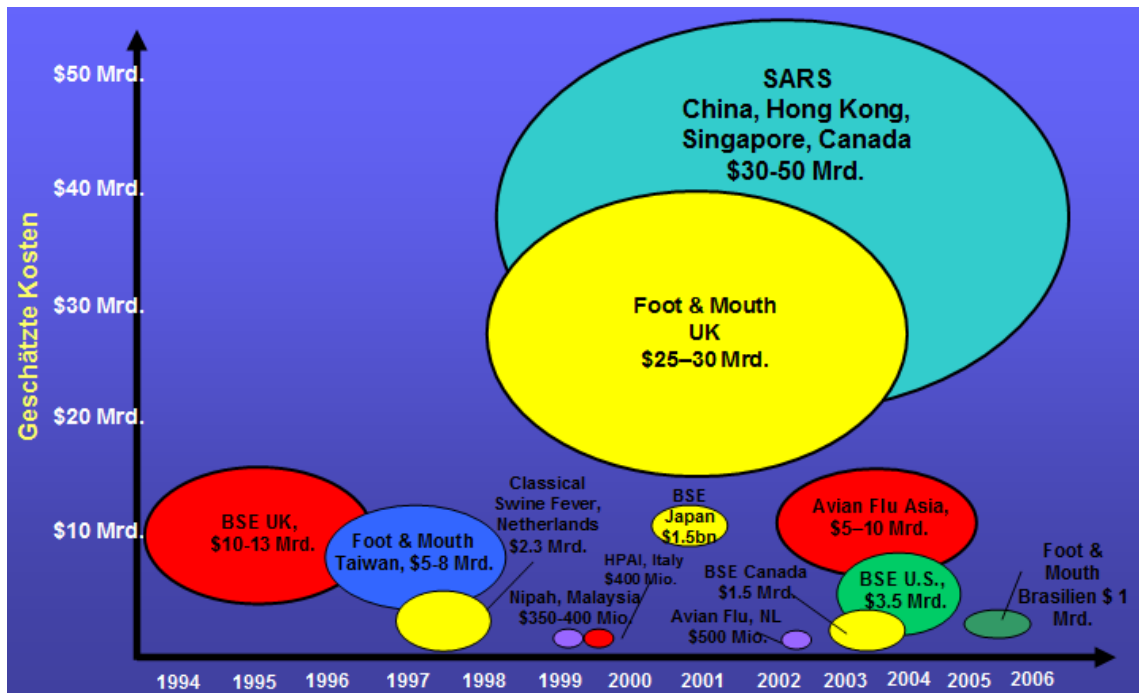 Geschätzte Kosten
$50 Mrd.
$40 Mrd.
$30 Mrd.
$20 Mrd.
$10 Mrd.
SARS
China, Hong Kong,
Singapore, Canada
$30-50 Mrd.
Foot & Mouth
UK
$25–30 Mrd.
BSE UK,
$10-13 Mrd.
Foot & Mouth
Taiwan, $5-8 Mrd.
Classical
Swine Fever,
Netherlands
$2.3 Mrd.
Nipah, Malaysia
$350-400 Mio.
HPAI, Italy
$400 Mio.
BSE
Japan
$1.5bn
Avian Flu, NL
$500 Mio.
BSE Canada
$1.5 Mrd.
Avian Flu Asia,
$5–10 Mrd.
BSE U.S.,
$3.5 Mrd.
Foot &
Mouth
Brasilien $ 1
Mrd.
1994 1995 1996 1997 1998 1999 2000 2001 2002 2003 2004 2005 2006